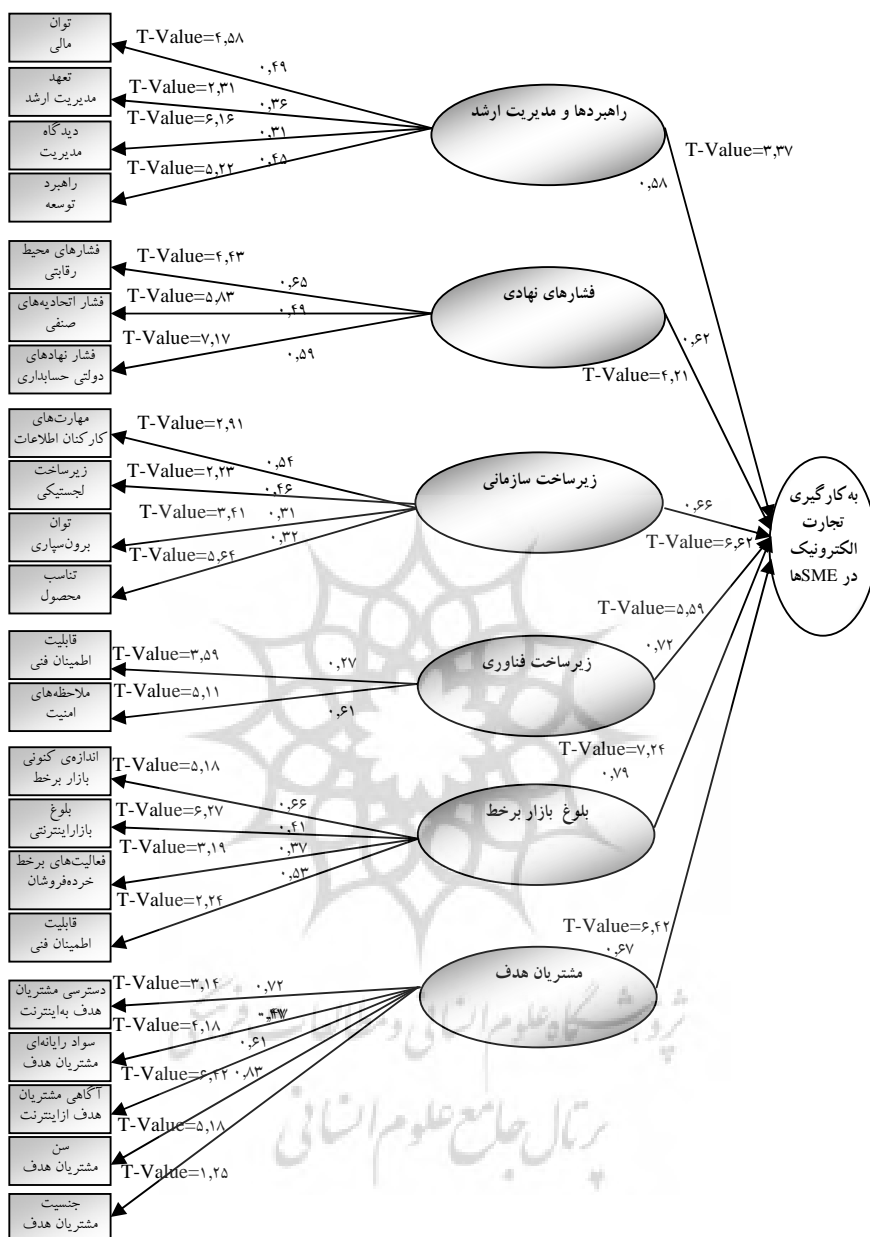 توان
مالی
T-Value=۴,۵۸
۰,۴۹
تعهد
مدیریت ارشد
T-Value=۲,۳۱
۰,۳۶
دیدگاه
مدیریت
T-Value=۶,۱۶
۰,۳۱
راهبرد
توسعه
T-Value=۵,۲۲
۰,۴۵
راهبردها و مدیریت ارشد
T-Value=۳,۳۷
۰,۵۸
فشارهای محیط
رقابتی
T-Value=۴,۴۳
۰,۶۵
فشار اتحادیه‌های
صنفی
T-Value=۵,۸۳
۰,۴۹
فشار نهادهای
دولتی حسابداری
T-Value=۷,۱۷
۰,۵۹
فشارهای نهادی
۰,۶۲
T-Value=۴,۲۱
مهارت‌های
کارکنان اطلاعات
T-Value=۲,۹۱
۰,۵۴
زیرساخت
لجستیکی
T-Value=۲,۲۳
۰,۴۶
توان
برون‌سپاری
T-Value=۳,۴۱
۰,۳۱
تناسب
محصول
T-Value=۵,۶۴
۰,۳۲
زیرساخت سازمانی
۰,۶۶
T-Value=۶,۶۲
به‌کارگیری
تجارت
الکترونیک
در SMEها
قابلیت
اطمینان فنی
T-Value=۳,۵۹
۰,۲۷
ملاحظه‌های
امنیت
T-Value=۵,۱۱
۰,۶۱
زیرساخت فناوری
T-Value=۵,۵۹
۰,۷۲
اندازه‌ی کنونی
بازار برخط
T-Value=۵,۱۸
۰,۶۶
بلوغ
بازاراینترنتی
T-Value=۶,۲۷
۰,۴۱
فعالیت‌های برخط
خرده‌فروشان
T-Value=۳,۱۹
۰,۳۷
قابلیت
اطمینان فنی
T-Value=۲,۲۴
۰,۵۳
بلوغ بازار برخط
T-Value=۷,۲۴
۰,۷۹
دسترسی مشتریان
هدف به‌اینترنت
T-Value=۳,۱۴
۰,۷۲
سواد رایانه‌ای
مشتریان هدف
T-Value=۴,۱۸
آگاهی مشتریان
هدف ازاینترنت
T-Value=۶,۴۲
۰,۶۱
سن
مشتریان هدف
T-Value=۵,۱۸
۰,۸۳
جنسیت
مشتریان هدف
T-Value=۱,۲۵
مشتریان هدف
T-Value=۶,۴۲
۰,۶۷
پژوهشگاه علوم انسانی و مطالعات فرهنگی
پرتال جامع علوم انسانی